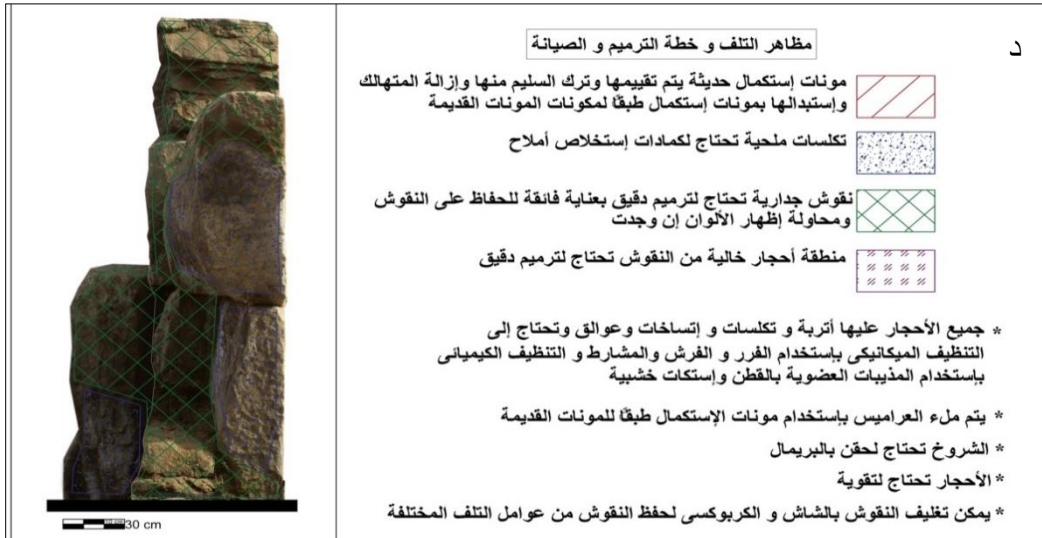 د
مظاهر التلف و خطة الترميم و الصيانة
مونات إستكمال حديثة يتم تقييمها وترك السليم منها وإزالة المتهالك
وإستبدالها بمونات إستكمال طبقًا لمكونات المونات القديمة
تكلسات ملحية تحتاج لكمادات إستخلاص أملاح
نقوش جدارية تحتاج لترميم دقيق بعناية فائقة للحفاظ على النقوش
ومحاولة إظهار الألوان إن وجدت
منطقة أحجار خالية من النقوش تحتاج لترميم دقيق
* جميع الأحجار عليها أتربة و تكلسات و إتساخات وعوالق وتحتاج إلى
التنظيف الميكانيكى بإستخدام الفرر و الفرش والمشارط و التنظيف الكيميائى
بإستخدام المذيبات العضوية بالقطن وإستكات خشبية
* يتم ملء العراميس بإستخدام مونات الإستكمال طبقًا للمونات القديمة
* الشروخ تحتاج لحقن بالبريمال
* الأحجار تحتاج لتقوية
* يمكن تغليف النقوش بالشاش و الكربوكسى لحفظ النقوش من عوامل التلف المختلفة
30 cm